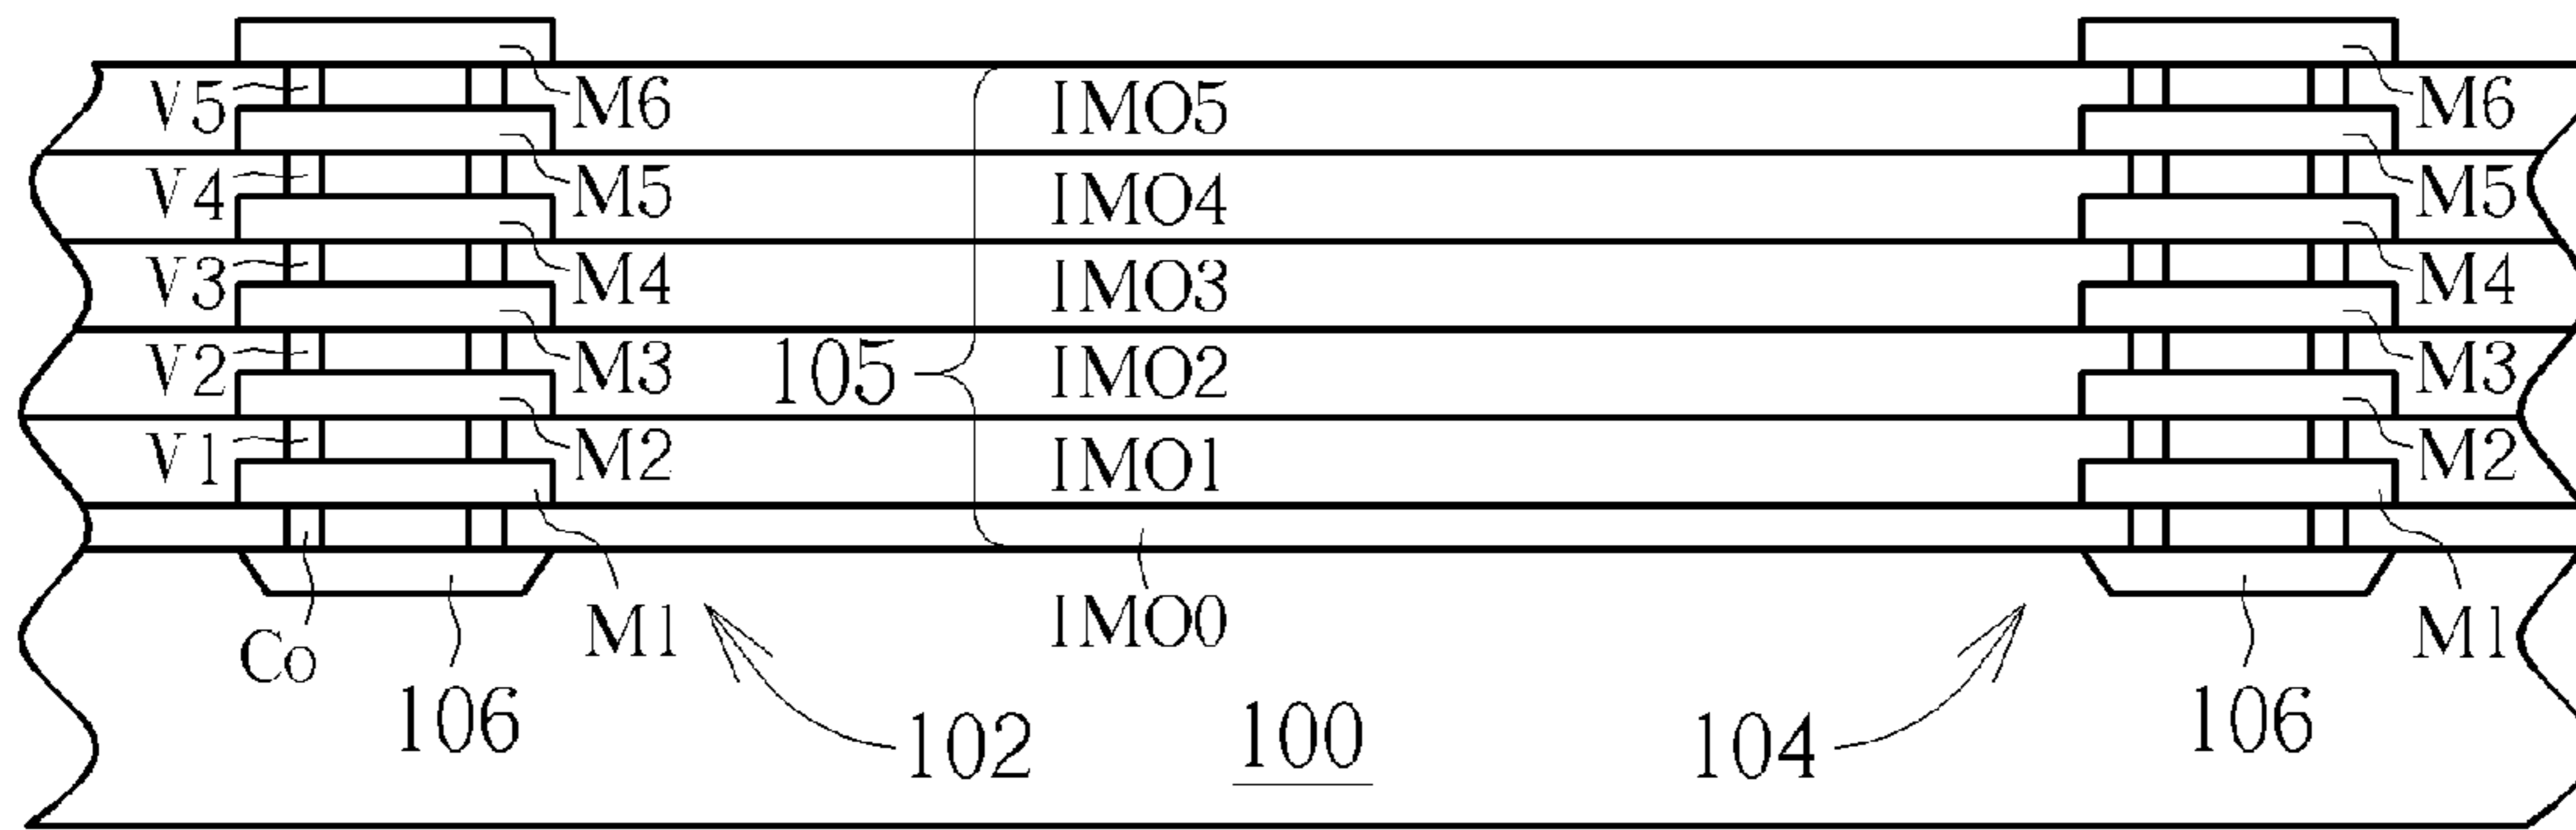 V5 M6 IMO5 M6
V4 M5 IMO4 M5
V3 M4 IMO3 M4
V2 M3 105 IMO2 M3
V1 M2 IMO1 M2
Co M1 IMO0 M1
106 102 100 104 106